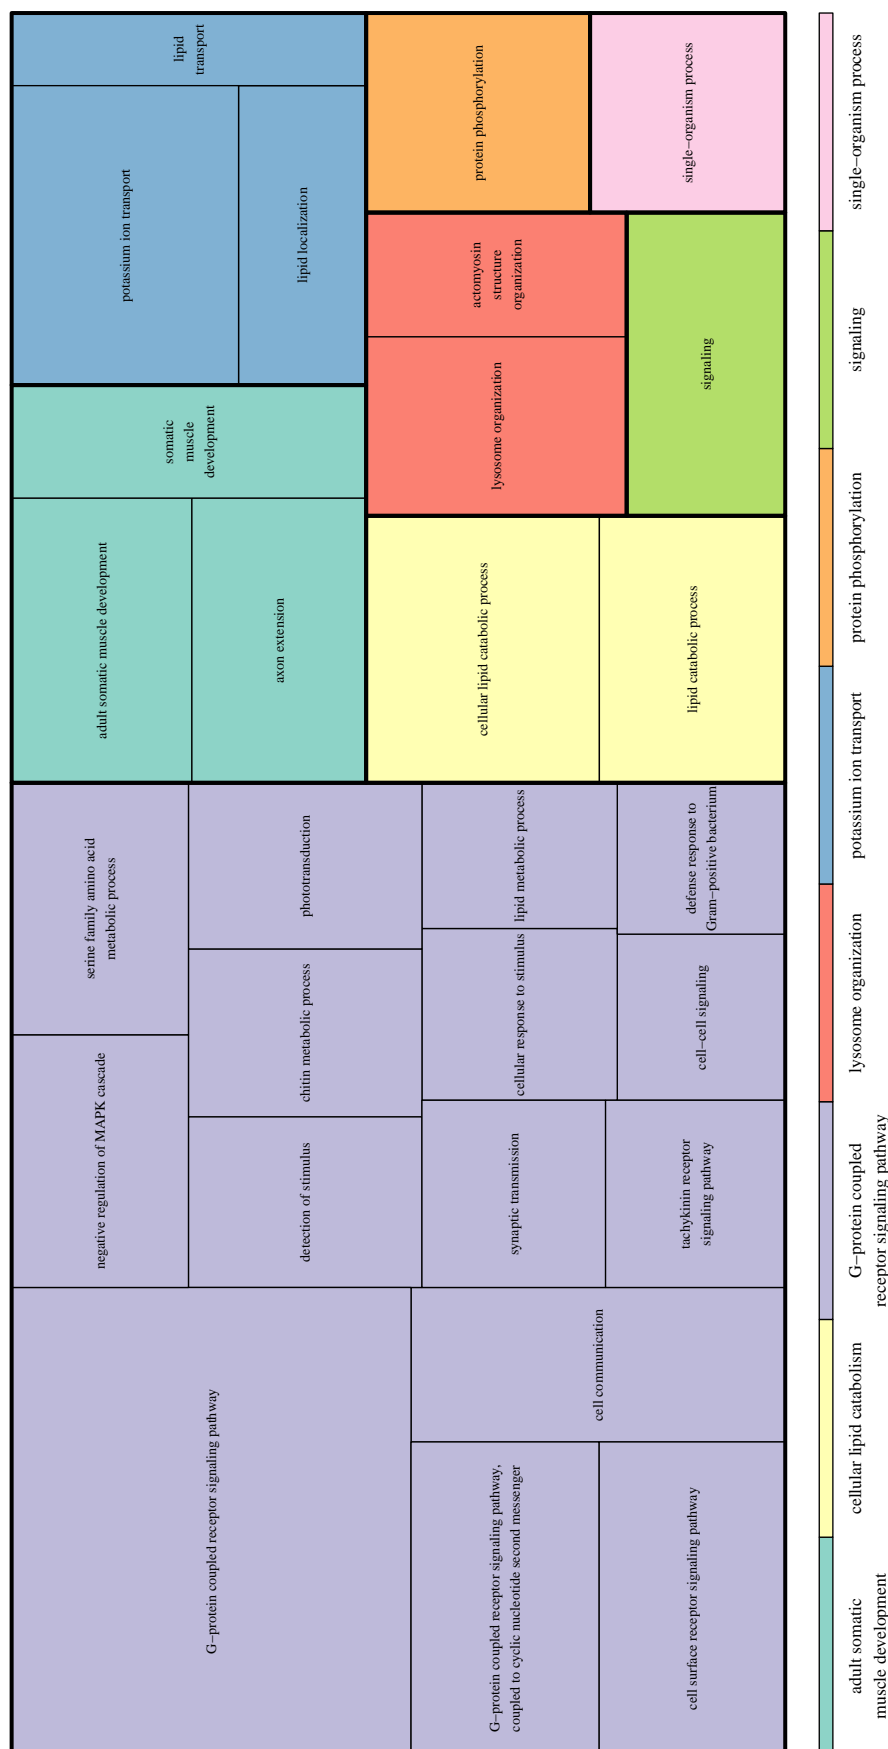 G−protein coupled receptor signaling pathway
G−protein coupled receptor signaling pathway,
coupled to cyclic nucleotide second messenger
cell surface receptor signaling pathway
cell communication
negative regulation of MAPK cascade
serine family amino acid
metabolic process
detection of stimulus
chitin metabolic process
phototransduction
synaptic transmission
cellular response to stimulus
lipid metabolic process
tachykinin receptor
signaling pathway
cell−cell signaling
defense response to
Gram−positive bacterium
adult somatic muscle development
axon extension
somatic
muscle
development
potassium ion transport
lipid localization
lipid
transport
cellular lipid catabolic process
lipid catabolic process
lysosome organization
actomyosin
structure
organization
signaling
protein phosphorylation
single−organism process
adult somatic
muscle development
cellular lipid catabolism
G−protein coupled
receptor signaling pathway
lysosome organization
potassium ion transport
protein phosphorylation
signaling
single−organism process